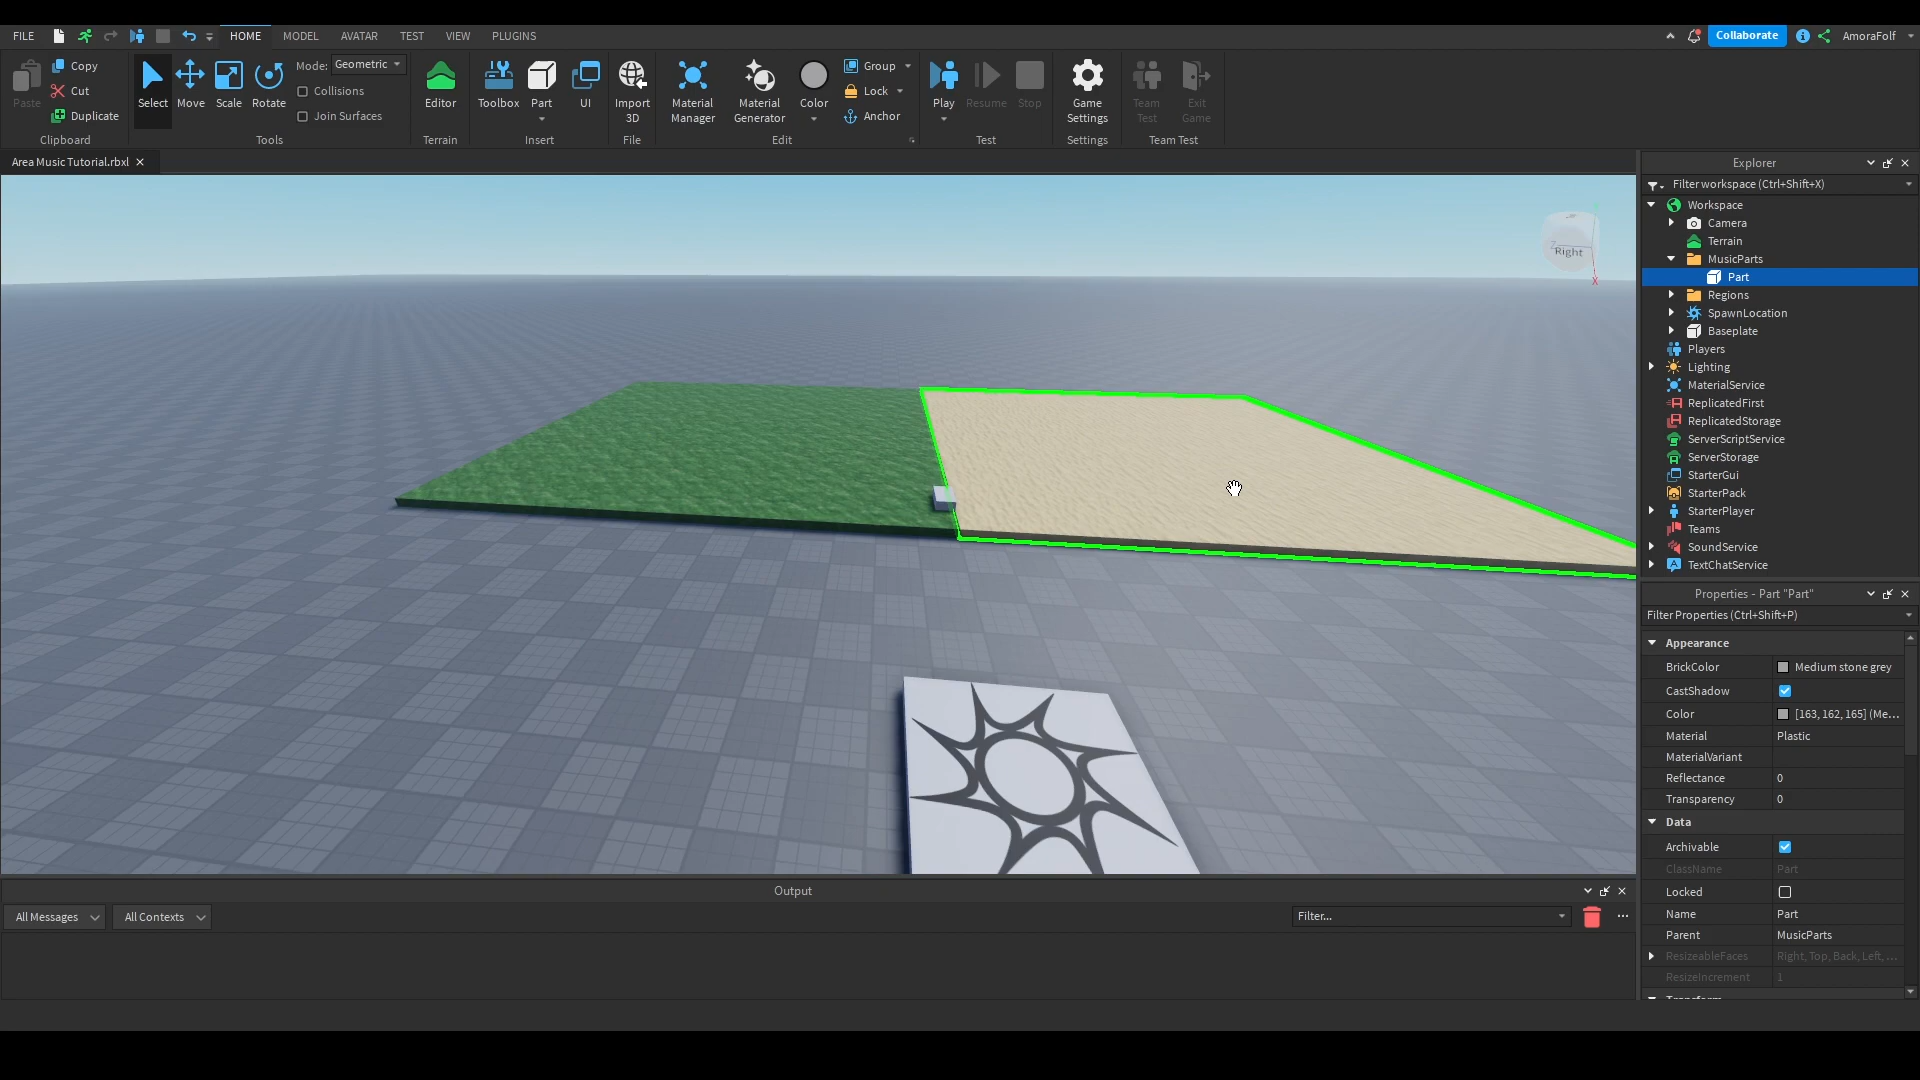 FILE
HOME
MODEL
AVATAR
TEST
VIEW
PLUGINS
Collaborate
AmoraFolf
Paste
Copy
Cut
Duplicate
Clipboard
Select
Move
Scale
Rotate
Mode: Geometric
Collisions
Join Surfaces
Tools
Editor
Terrain
Toolbox
Part
UI
Insert
Import
3D
File
Material
Manager
Material
Generator
Color
Group
Lock
Anchor
Edit
Play
Resume
Stop
Test
Game
Settings
Settings
Team
Test
Exit
Game
Team Test
Area Music Tutorial.rbxl
Right
Z
X
Explorer
Filter workspace (Ctrl+Shift+X)
Workspace
Camera
Terrain
MusicParts
Part
Regions
SpawnLocation
Baseplate
Players
Lighting
MaterialService
ReplicatedFirst
ReplicatedStorage
ServerScriptService
ServerStorage
StarterGui
StarterPack
StarterPlayer
Teams
SoundService
TextChatService
Properties - Part "Part"
Filter Properties (Ctrl+Shift+P)
Appearance
BrickColor Medium stone grey
CastShadow
Color [163, 162, 165] (Me...
Material Plastic
MaterialVariant
Reflectance 0
Transparency 0
Data
Archivable
ClassName Part
Locked
Name Part
Parent MusicParts
ResizeableFaces Right, Top, Back, Left, ...
ResizeIncrement 1
Output
All Messages
All Contexts
Filter...